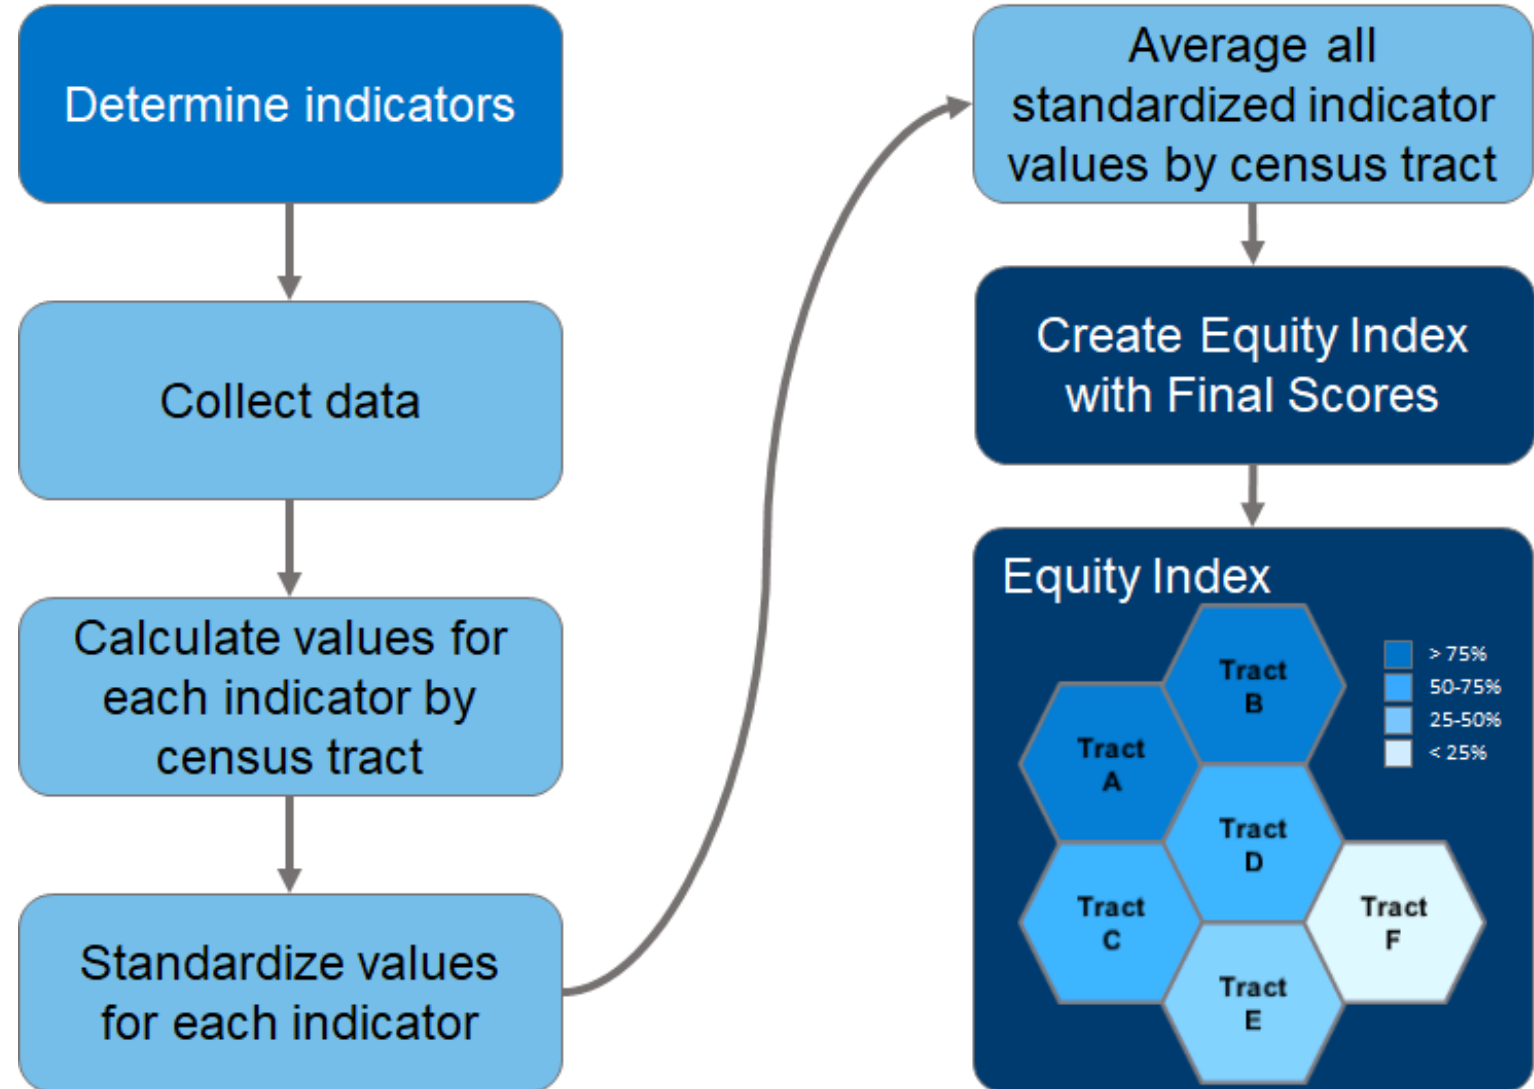 Determine indicators
Collect data
Calculate values for
each indicator by
census tract
Standardize values
for each indicator
Average all
standardized indicator
values by census tract
Create Equity Index
with Final Scores
Equity Index
> 75%
50-75%
25-50%
< 25%
Tract
B
Tract
A
Tract
D
Tract
C
Tract
F
Tract
E